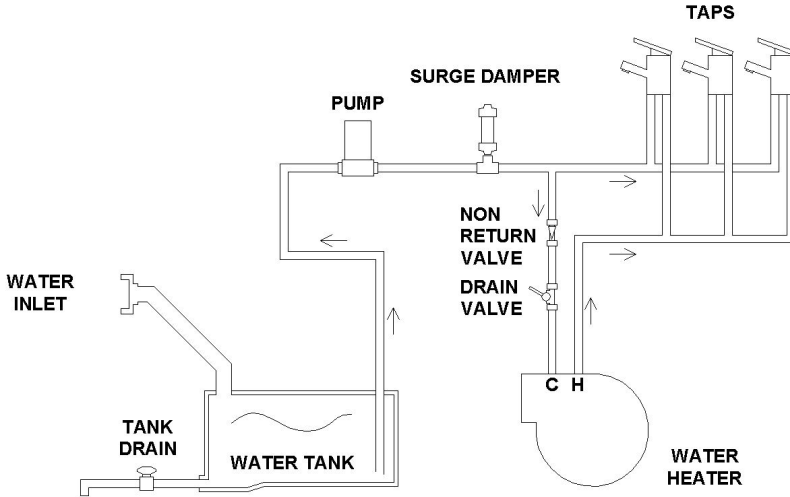 TAPS
SURGE DAMPER
PUMP
NON
RETURN
VALVE
WATER
INLET
DRAIN
VALVE
C H
TANK
DRAIN
WATER TANK
WATER
HEATER